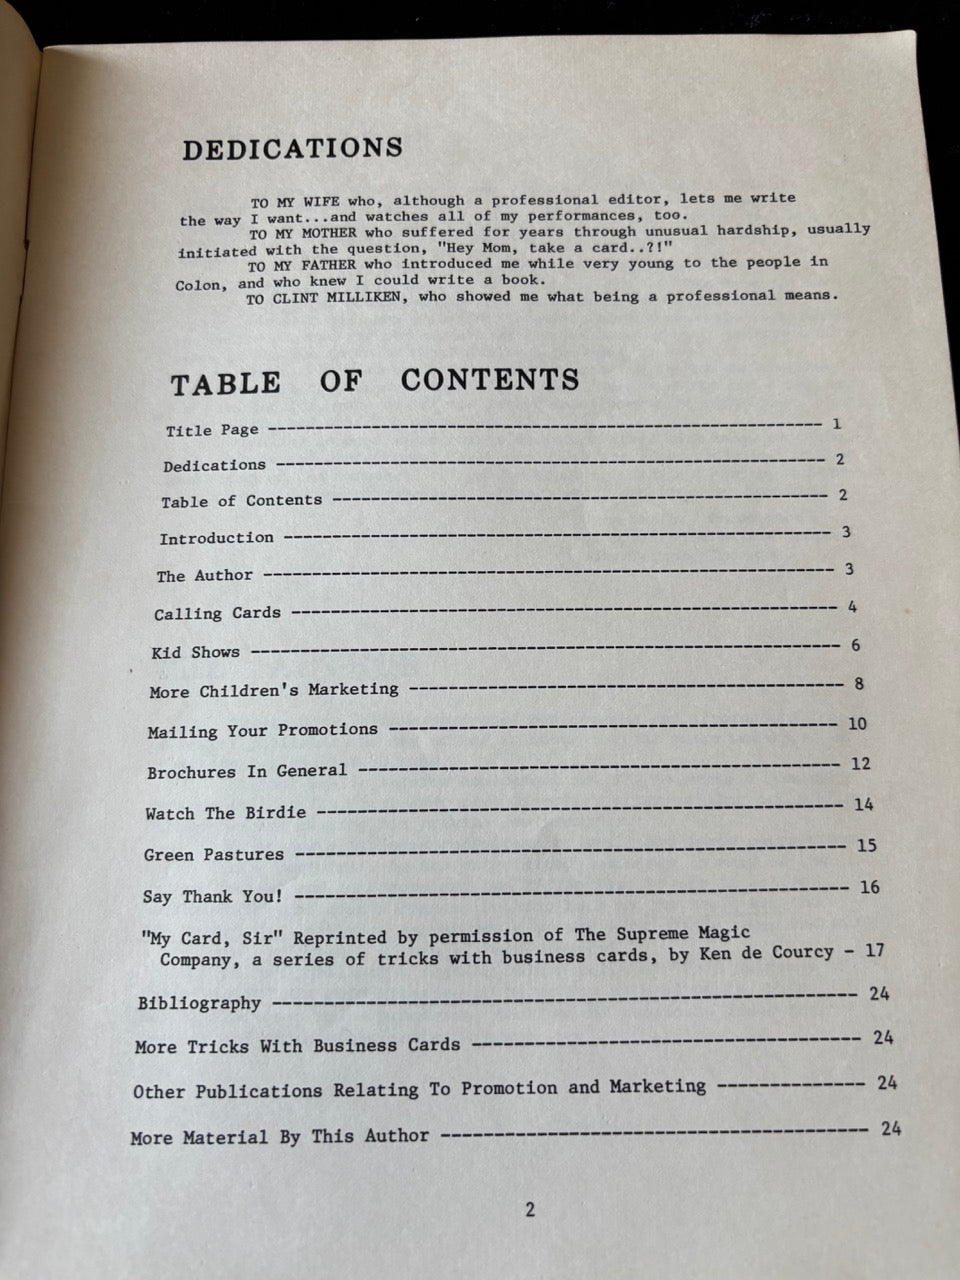 DEDICATIONS
TO MY WIFE who, although a professional editor, lets me write
the way I want...and watches all of my performances, too.
TO MY MOTHER who suffered for years through unusual hardship, usually
initiated with the question, "Hey Mom, take a card..?!"
TO MY FATHER who introduced me while very young to the people in
Colon, and who knew I could write a book.
TO CLINT MILLIKEN, who showed me what being a professional means.
TABLE OF CONTENTS
Title Page ---------------------------------------------------------- 1
Dedications --------------------------------------------------------- 2
Table of Contents --------------------------------------------------- 2
Introduction -------------------------------------------------------- 3
The Author ---------------------------------------------------------- 3
Calling Cards ------------------------------------------------------- 4
Kid Shows ----------------------------------------------------------- 6
More Children's Marketing ------------------------------------------- 8
Mailing Your Promotions --------------------------------------------- 10
Brochures In General ------------------------------------------------ 12
Watch The Birdie ---------------------------------------------------- 14
Green Pastures ------------------------------------------------------ 15
Say Thank You! ------------------------------------------------------ 16
"My Card, Sir" Reprinted by permission of The Supreme Magic
Company, a series of tricks with business cards, by Ken de Courcy - 17
Bibliography -------------------------------------------------------- 24
More Tricks With Business Cards ------------------------------------- 24
Other Publications Relating To Promotion and Marketing -------------- 24
More Material By This Author ---------------------------------------- 24
2